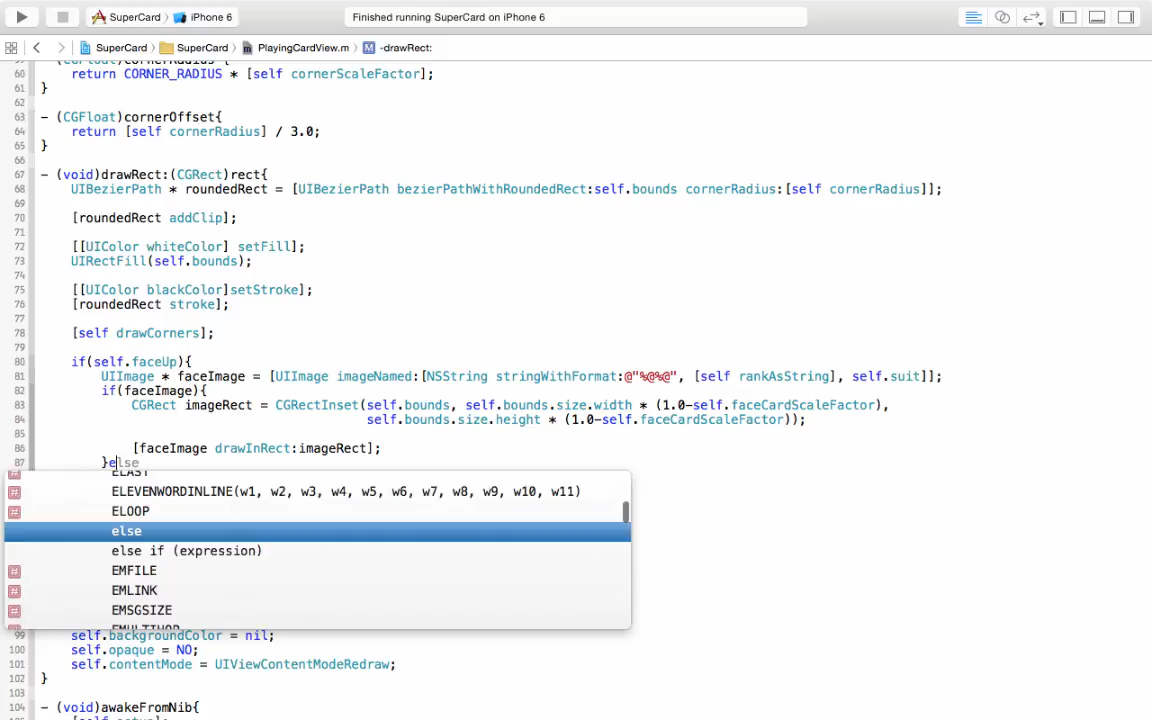 SuperCard 〉 iPhone 6
Finished running SuperCard on iPhone 6
SuperCard 〉 SuperCard 〉 PlayingCardView.m 〉 M -drawRect:
60 return CORNER_RADIUS * [self cornerScaleFactor];
61 }
62
63 - (CGFloat)cornerOffset{
64 return [self cornerRadius] / 3.0;
65 }
66
67 - (void)drawRect:(CGRect)rect{
68 UIBezierPath * roundedRect = [UIBezierPath bezierPathWithRoundedRect:self.bounds cornerRadius:[self cornerRadius]];
69
70 [roundedRect addClip];
71
72 [[UIColor whiteColor] setFill];
73 UIRectFill(self.bounds);
74
75 [[UIColor blackColor]setStroke];
76 [roundedRect stroke];
77
78 [self drawCorners];
79
80 if(self.faceUp){
81 UIImage * faceImage = [UIImage imageNamed:[NSString stringWithFormat:@"%@%@", [self rankAsString], self.suit]];
82 if(faceImage){
83 CGRect imageRect = CGRectInset(self.bounds, self.bounds.size.width * (1.0-self.faceCardScaleFactor),
84 self.bounds.size.height * (1.0-self.faceCardScaleFactor));
85
86 [faceImage drawInRect:imageRect];
87 }else
ELAST
# ELEVENWORDINLINE(w1, w2, w3, w4, w5, w6, w7, w8, w9, w10, w11)
# ELOOP
else
else if (expression)
# EMFILE
# EMLINK
# EMSGSIZE
EMULTIHOP
99 self.backgroundColor = nil;
100 self.opaque = NO;
101 self.contentMode = UIViewContentModeRedraw;
102 }
103
104 - (void)awakeFromNib{